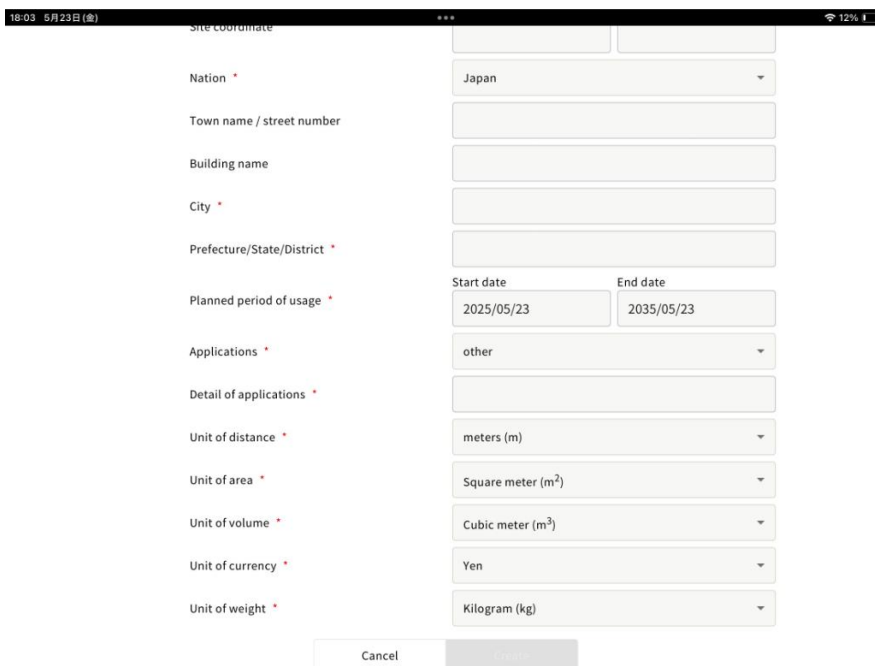 18:03 5月23日(金) 12%
Site coordinate
Nation * Japan
Town name / street number
Building name
City *
Prefecture/State/District *
Start date End date
Planned period of usage * 2025/05/23 2035/05/23
Applications * other
Detail of applications *
Unit of distance * meters (m)
Unit of area * Square meter (m²)
Unit of volume * Cubic meter (m³)
Unit of currency * Yen
Unit of weight * Kilogram (kg)
Cancel